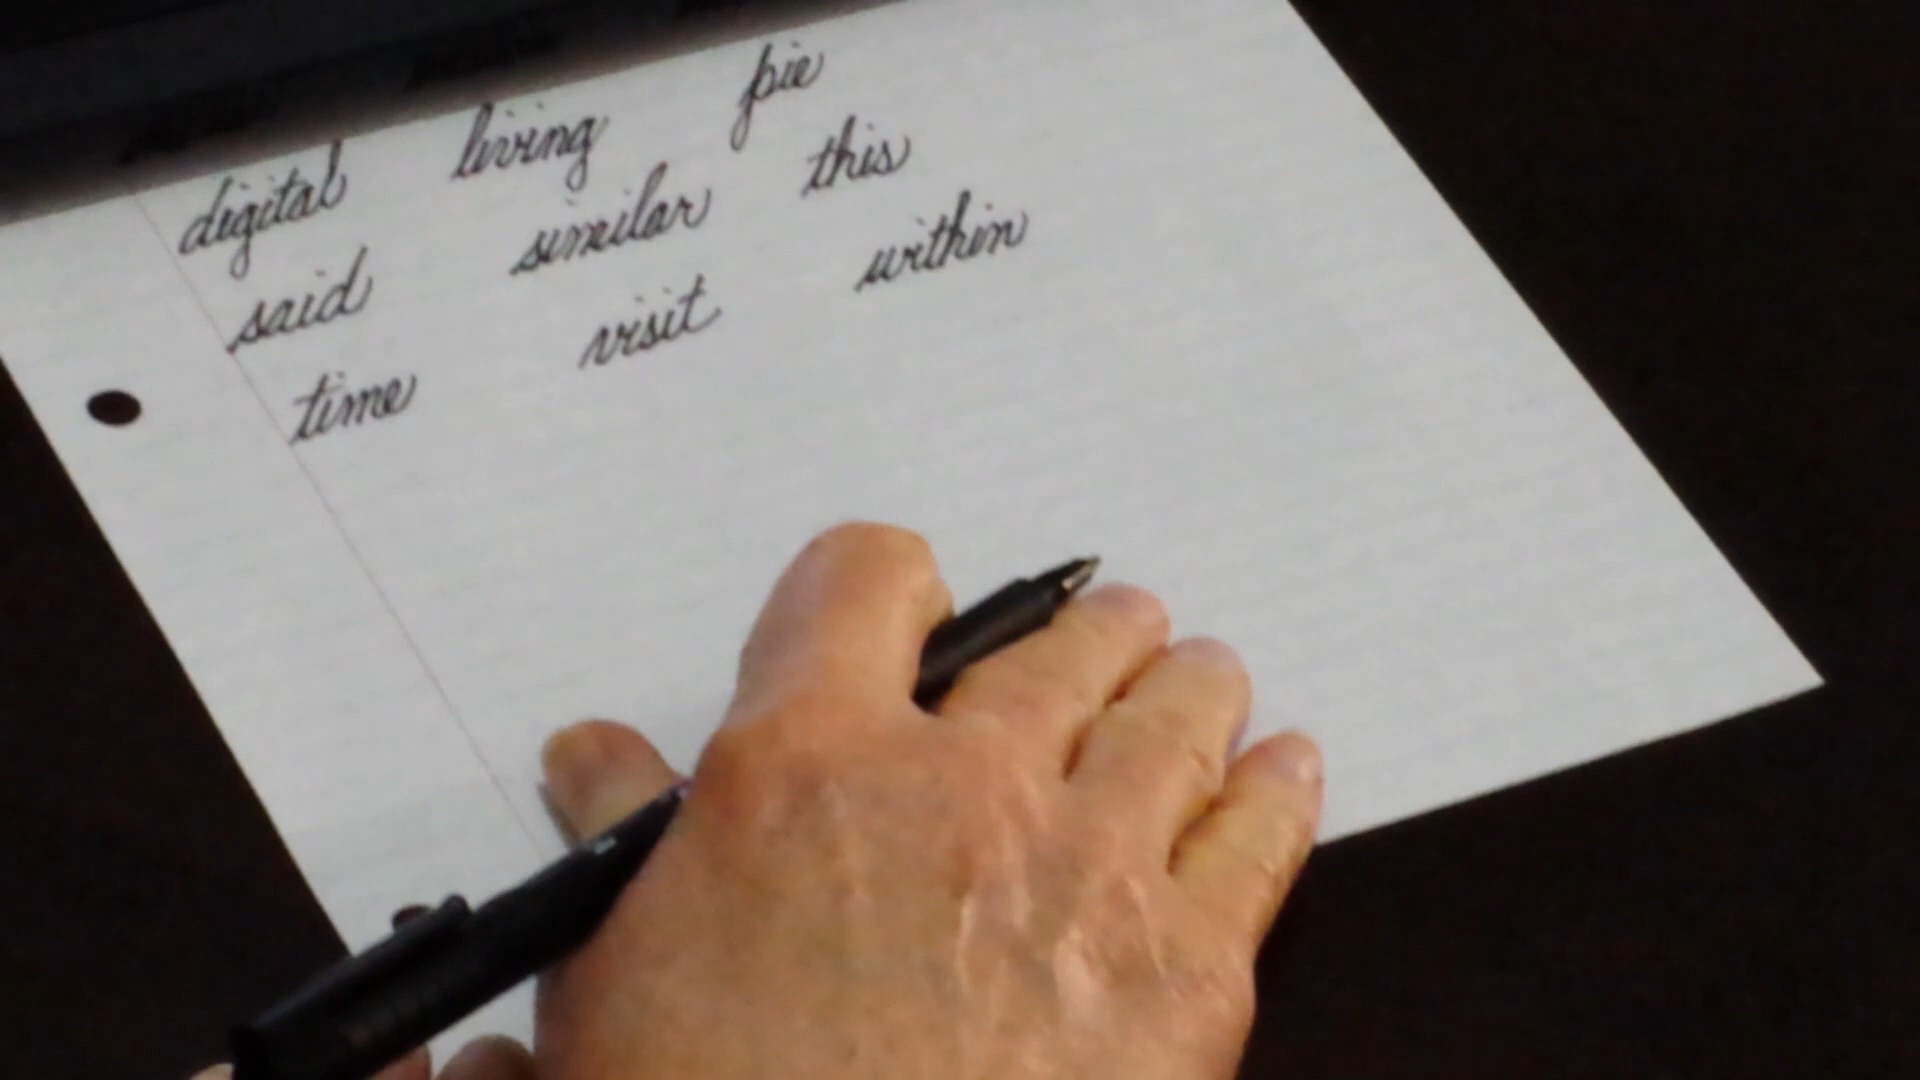 digital living pie
said similar this
time visit within